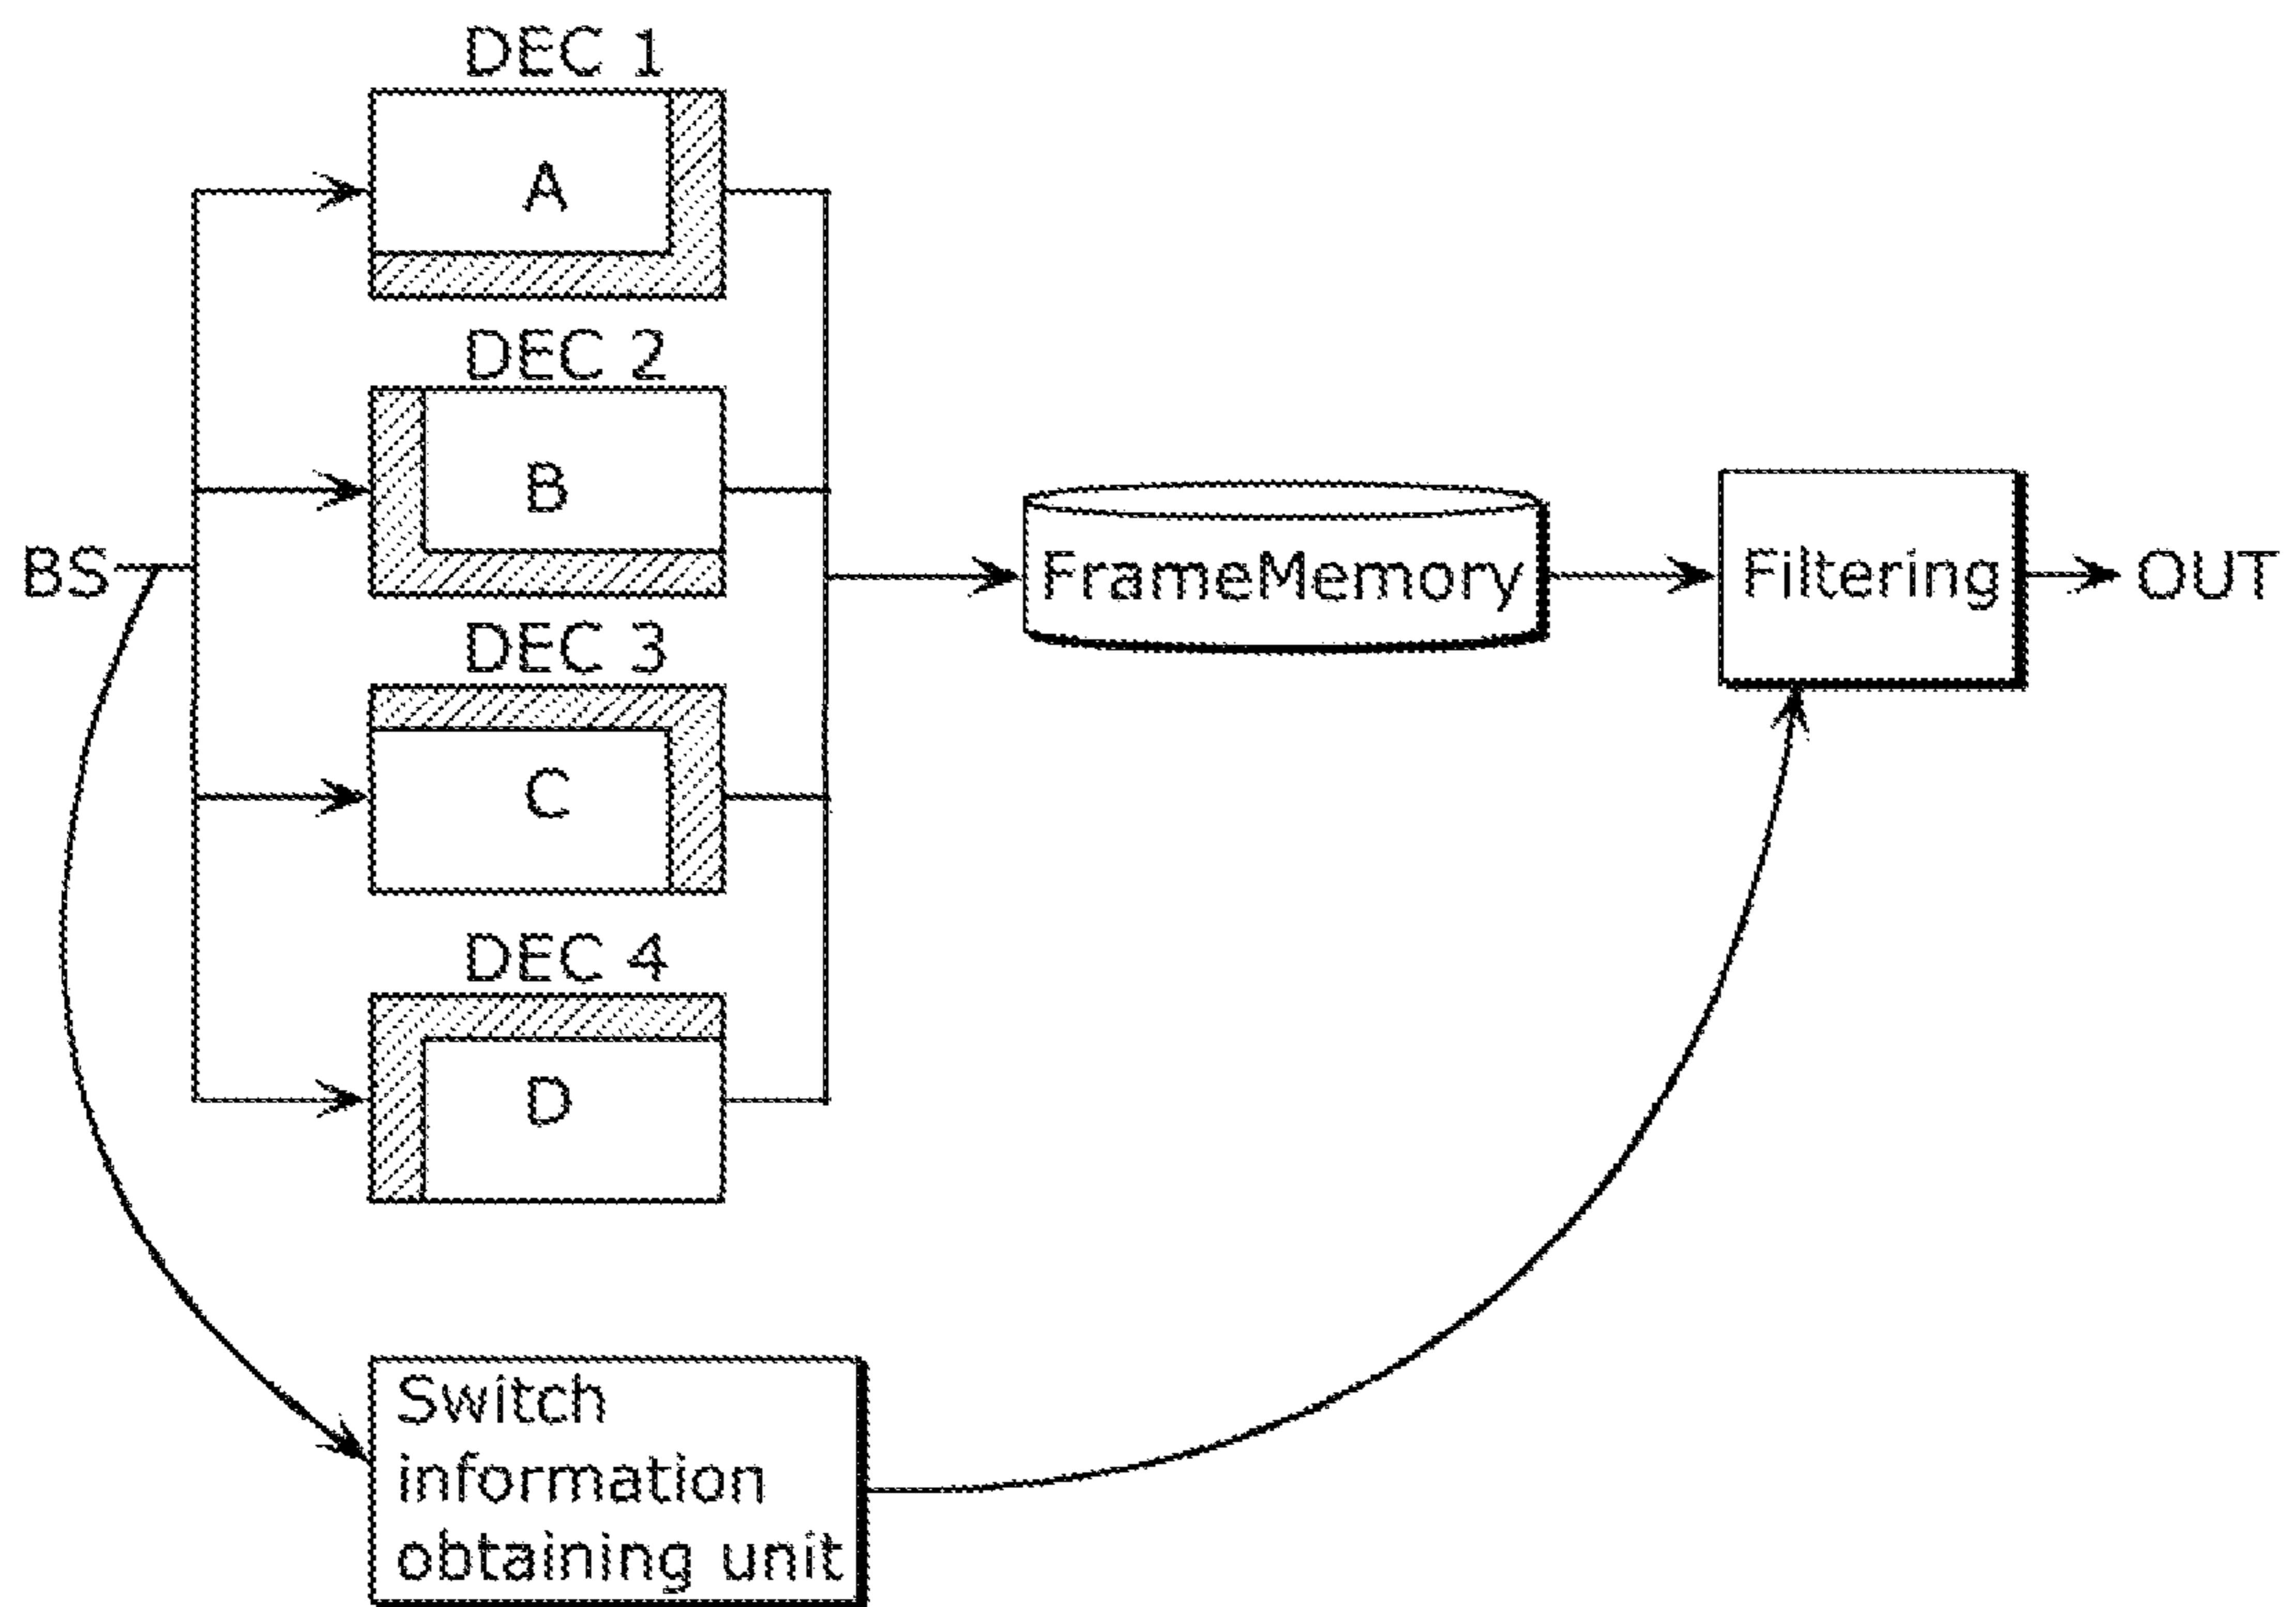 DEC 1
A
DEC 2
B
BS
FrameMemory
Filtering
OUT
DEC 3
C
DEC 4
D
Switch
information
obtaining unit